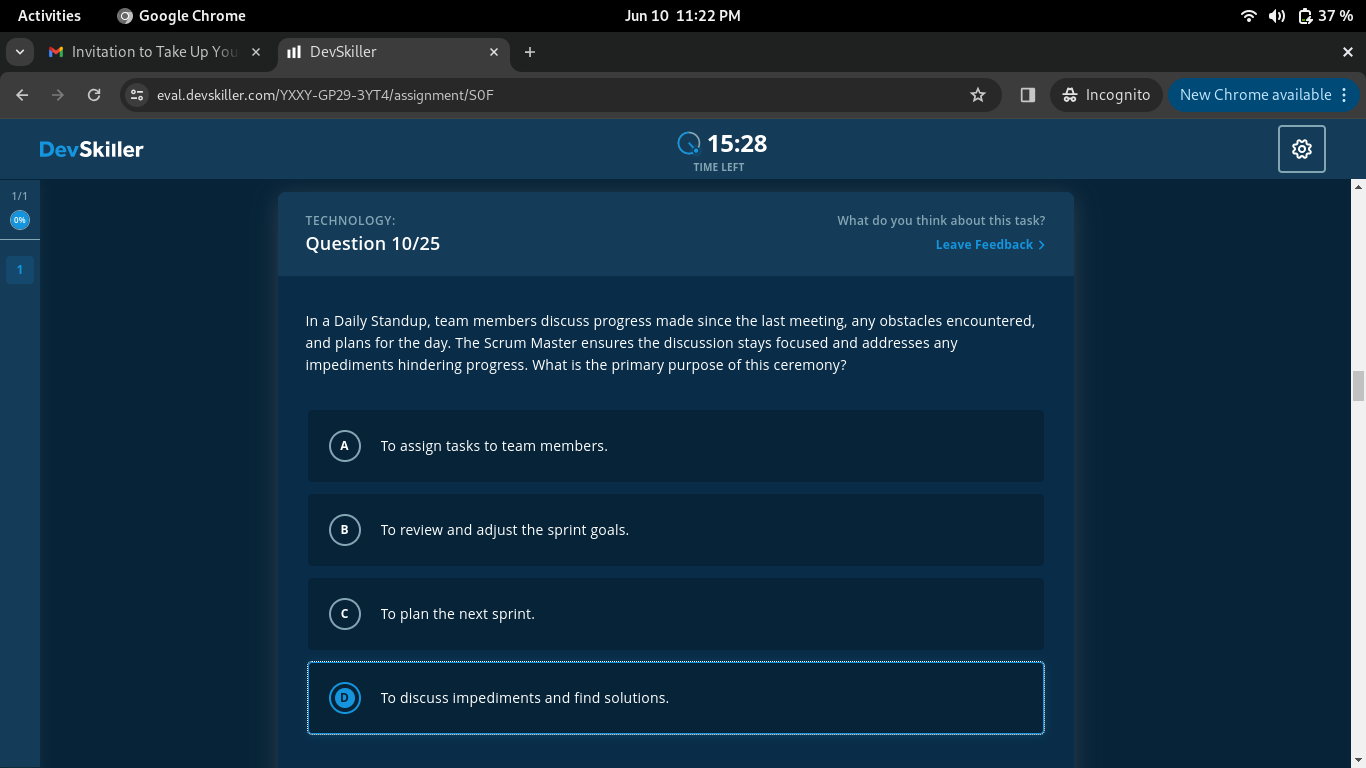 Activities Google Chrome Jun 10 11:22 PM 37 %
Invitation to Take Up You DevSkiller
eval.devskiller.com/YXXY-GP29-3YT4/assignment/S0F Incognito New Chrome available
DevSkiller 15:28
TIME LEFT
1/1
0%
1
TECHNOLOGY: What do you think about this task?
Question 10/25 Leave Feedback
In a Daily Standup, team members discuss progress made since the last meeting, any obstacles encountered,
and plans for the day. The Scrum Master ensures the discussion stays focused and addresses any
impediments hindering progress. What is the primary purpose of this ceremony?
A To assign tasks to team members.
B To review and adjust the sprint goals.
C To plan the next sprint.
D To discuss impediments and find solutions.